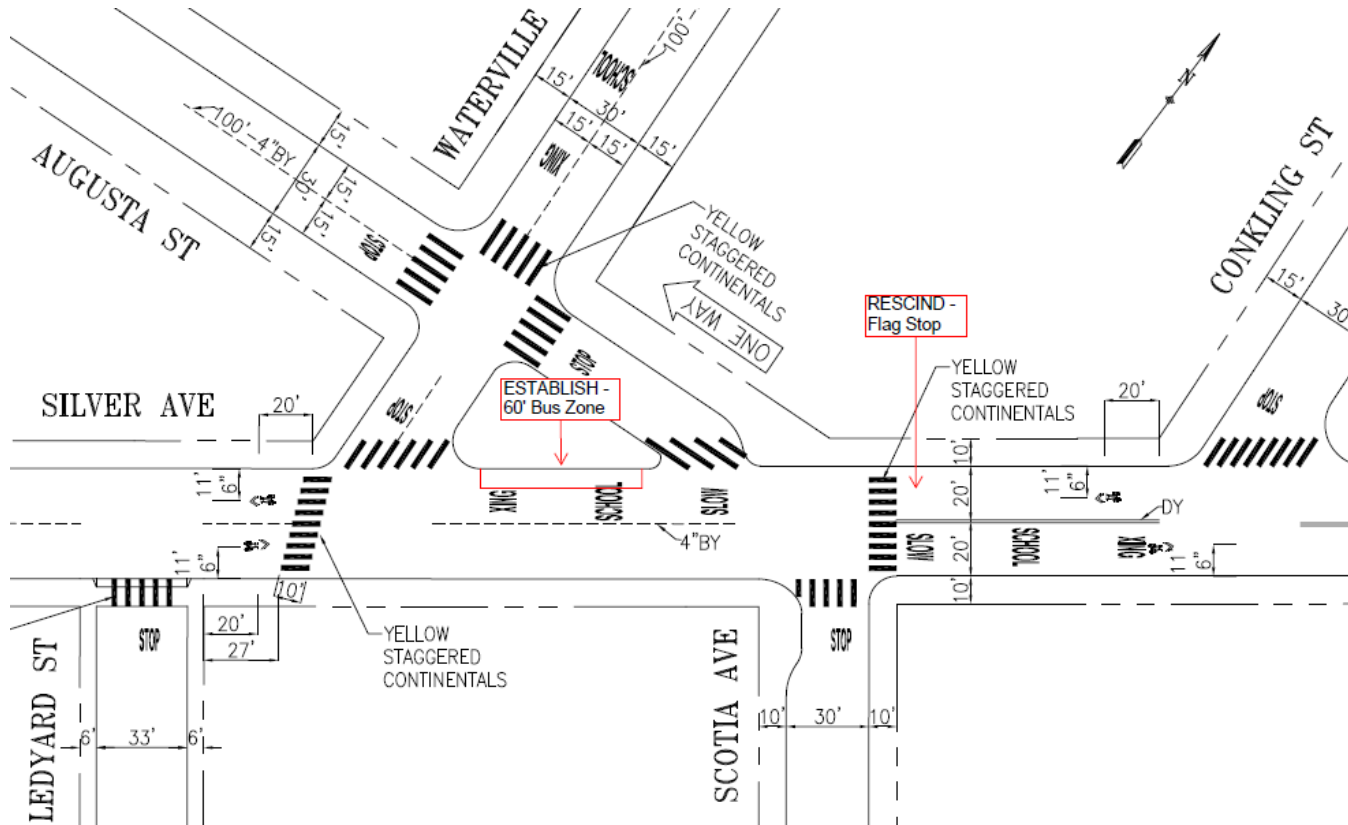 WATERVILLE
SCHOOL
100'
15'
30'
15'
15'
15'
XING
N
100'-4"BY
15'
30'
15'
15'
15'
AUGUSTA ST
STOP
YELLOW
STAGGERED
CONTINENTALS
ONE WAY
CONKLING ST
15'
30'
RESCIND -
Flag Stop
YELLOW
STAGGERED
CONTINENTALS
STOP
ESTABLISH -
60' Bus Zone
STOP
STOP
SILVER AVE
20'
20'
10'
11'
6"
XING
SCHOOL
SLOW
20'
11'
6"
DY
4"BY
11'
6"
20'
SLOW
SCHOOL
XING
11'
6"
10'
10'
20'
27'
STOP
YELLOW
STAGGERED
CONTINENTALS
STOP
LEDYARD ST
6'
33'
6'
SCOTIA AVE
10'
30'
10'